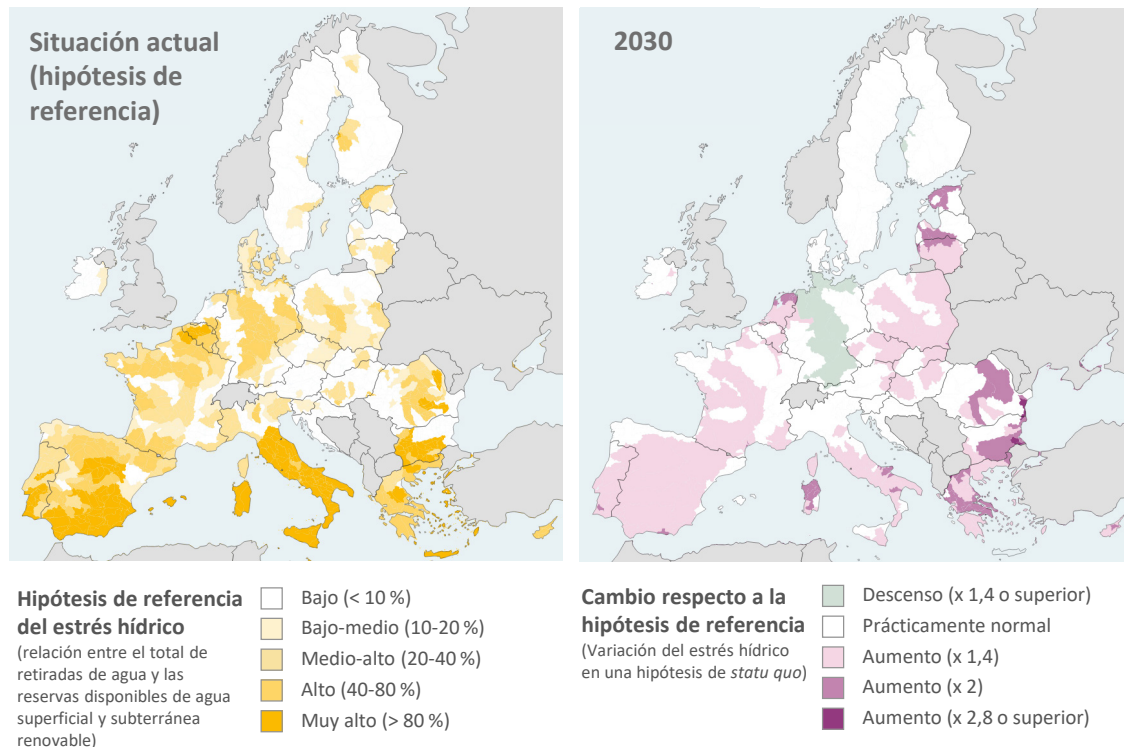 Situación actual
(hipótesis de
referencia)
2030
Hipótesis de referencia
del estrés hídrico
(relación entre el total de
retiradas de agua y las
reservas disponibles de agua
superficial y subterránea
renovable)
Bajo (< 10 %)
Bajo-medio (10-20 %)
Medio-alto (20-40 %)
Alto (40-80 %)
Muy alto (> 80 %)
Cambio respecto a la
hipótesis de referencia
(Variación del estrés hídrico
en una hipótesis de statu quo)
Descenso (x 1,4 o superior)
Prácticamente normal
Aumento (x 1,4)
Aumento (x 2)
Aumento (x 2,8 o superior)